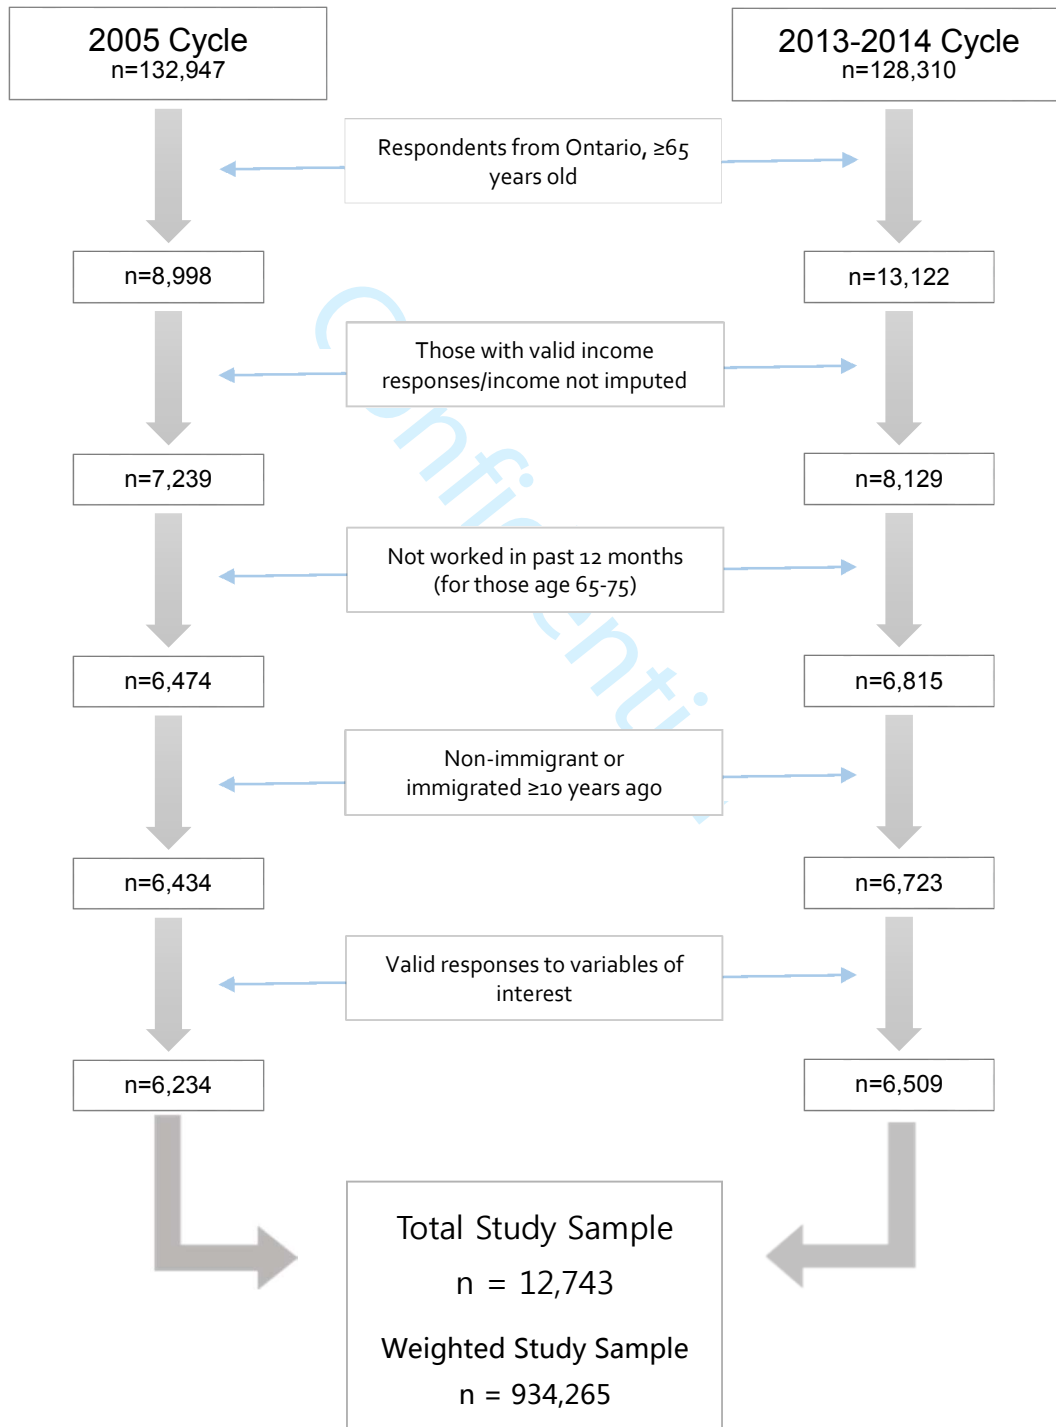 2005 Cycle
n=132,947
2013-2014 Cycle
n=128,310
Respondents from Ontario, ≥65
years old
n=8,998
n=13,122
Those with valid income
responses/income not imputed
n=7,239
n=8,129
Not worked in past 12 months
(for those age 65-75)
n=6,474
n=6,815
Non-immigrant or
immigrated ≥10 years ago
n=6,434
n=6,723
Valid responses to variables of
interest
n=6,234
n=6,509
Total Study Sample
n = 12,743
Weighted Study Sample
n = 934,265